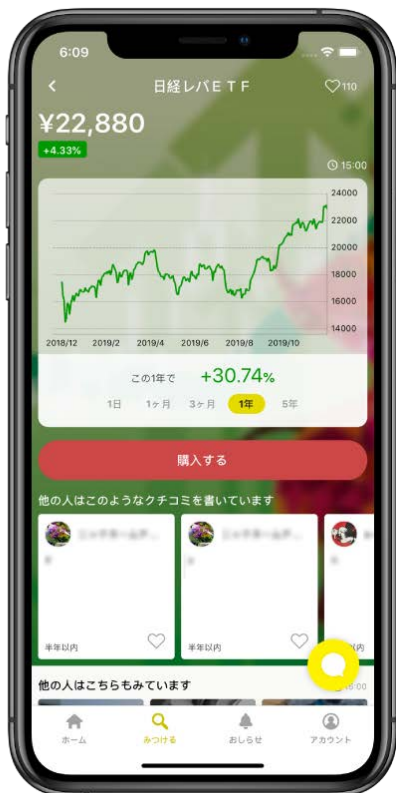 6:09
日経レバETF
110
¥22,880
+4.33%
15:00
24000
22000
20000
18000
16000
14000
2018/12 2019/2 2019/4 2019/6 2019/8 2019/10
この1年で +30.74%
1日 1ヶ月 3ヶ月 1年 5年
購入する
他の人はこのようなクチコミを書いています
半年以内
半年以内
他の人はこちらもみています
ホーム みつける おしらせ アカウント